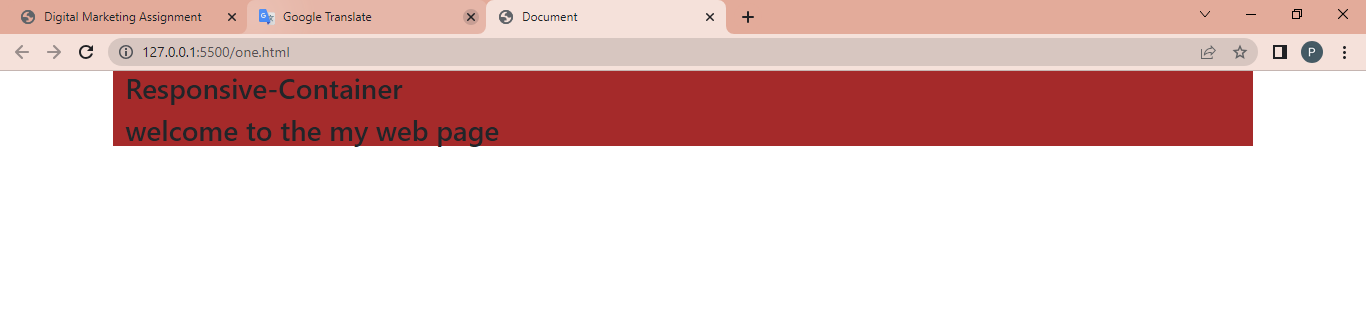 Digital Marketing Assignment
Google Translate
Document
127.0.0.1:5500/one.html
P
Responsive-Container
welcome to the my web page